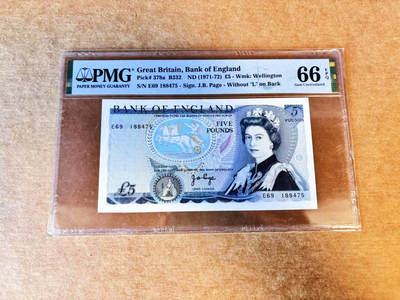 PMG
PAPER MONEY GUARANTY
Great Britain, Bank of England
Pick# 378a B332 ND (1971-72) £5 - Wmk: Wellington
S/N E69 188475 - Sign. J.B. Page - Without "L" on Back
66 EPQ
Gem Uncirculated
BANK OF ENGLAND
FIVE
POUNDS
5
POUNDS
E69 188475
£5
E69 188475